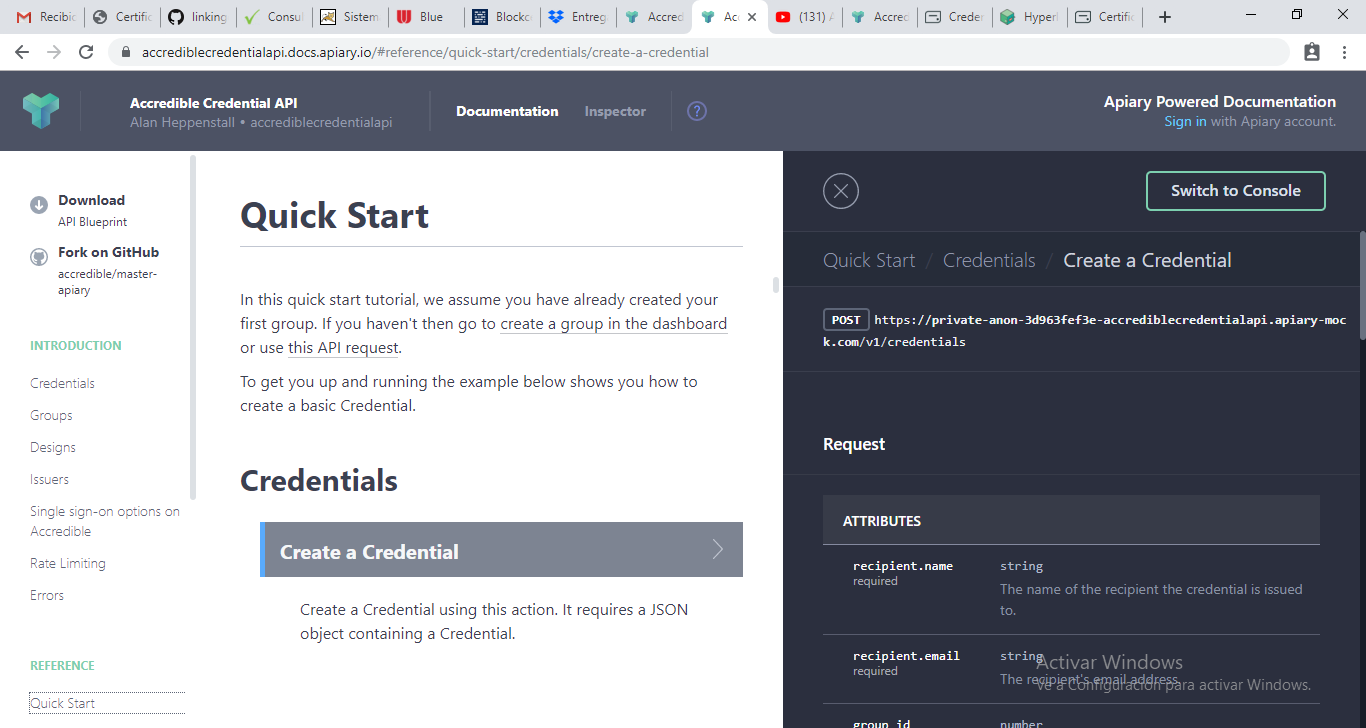 Recibic
Certific
linking
Consu
Sistem
Blue
Blockc
Entreg
Accred
Acc
(131) A
Accred
Creder
Hyperl
Certific
accrediblecredentialapi.docs.apiary.io/#reference/quick-start/credentials/create-a-credential
Accredible Credential API
Alan Heppenstall • accrediblecredentialapi
Documentation
Inspector
?
Apiary Powered Documentation
Sign in with Apiary account.
Download
API Blueprint
Fork on GitHub
accredible/master-
apiary
INTRODUCTION
Credentials
Groups
Designs
Issuers
Single sign-on options on
Accredible
Rate Limiting
Errors
REFERENCE
Quick Start
Quick Start
In this quick start tutorial, we assume you have already created your
first group. If you haven't then go to create a group in the dashboard
or use this API request.
To get you up and running the example below shows you how to
create a basic Credential.
Credentials
Create a Credential
Create a Credential using this action. It requires a JSON
object containing a Credential.
Switch to Console
Quick Start / Credentials / Create a Credential
POST https://private-anon-3d963fef3e-accrediblecredentialapi.apiary-moc
k.com/v1/credentials
Request
ATTRIBUTES
recipient.name string
required
The name of the recipient the credential is issued
to.
recipient.email string
required
The recipient's email address.
group_id number
Activar Windows
Ve a Configuración para activar Windows.